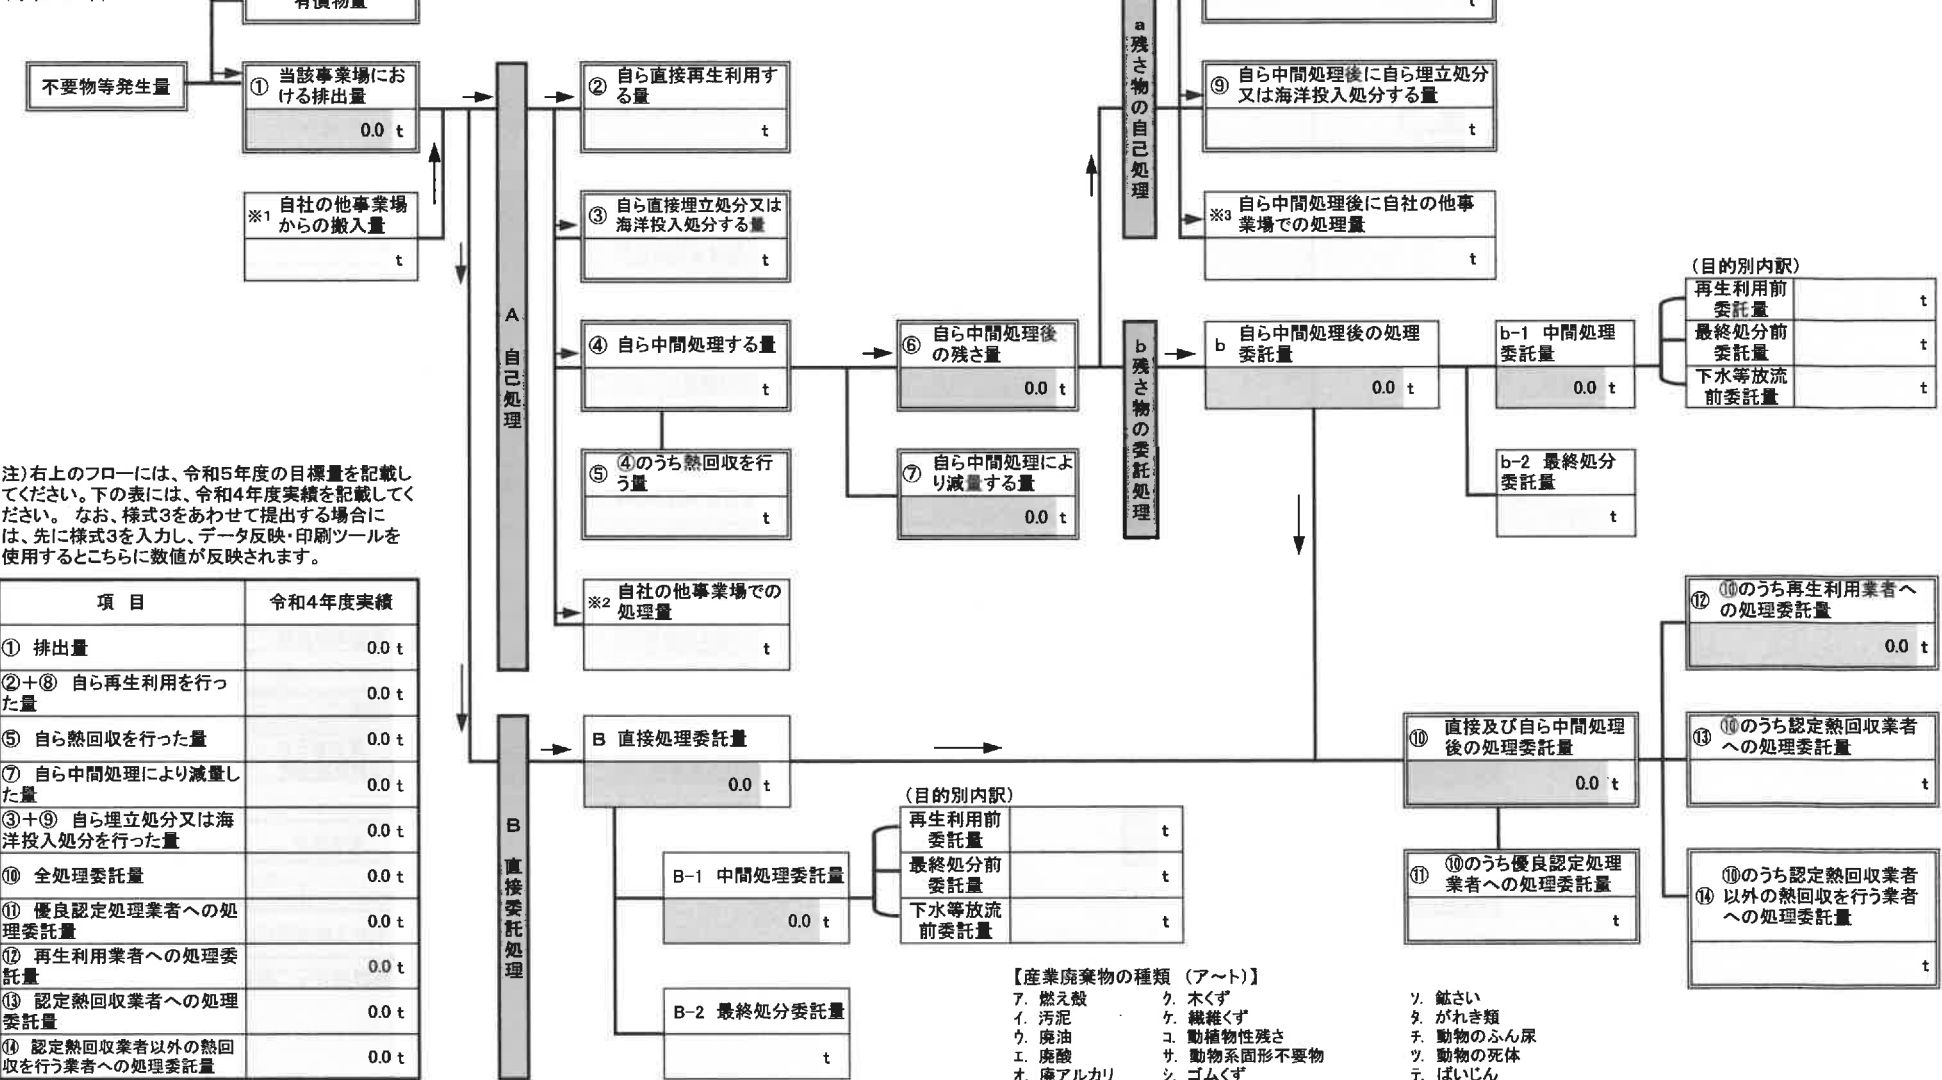 有償物量
t
不要物等発生量
① 当該事業場にお
ける排出量
0.0 t
※1 自社の他事業場
からの搬入量
t
A 自己処理
② 自ら直接再生利用す
る量
t
③ 自ら直接埋立処分又は
海洋投入処分する量
t
④ 自ら中間処理する量
t
⑤ ④のうち熱回収を行
う量
t
※2 自社の他事業場での
処理量
t
⑥ 自ら中間処理後
の残さ量
0.0 t
⑦ 自ら中間処理によ
り減量する量
0.0 t
a 残さ物の自己処理
⑨ 自ら中間処理後に自ら埋立処分
又は海洋投入処分する量
t
※3 自ら中間処理後に自社の他事
業場での処理量
t
b 残さ物の委託処理
b 自ら中間処理後の処理
委託量
0.0 t
b-1 中間処理
委託量
0.0 t
(目的別内訳)
再生利用前
委託量 t
最終処分前
委託量 t
下水等放流
前委託量 t
b-2 最終処分
委託量
t
注)右上のフローには、令和5年度の目標量を記載し
てください。下の表には、令和4年度実績を記載してく
ださい。 なお、様式3をあわせて提出する場合に
は、先に様式3を入力し、データ反映・印刷ツールを
使用するとこちらに数値が反映されます。
項 目 令和4年度実績
① 排出量 0.0 t
②+⑧ 自ら再生利用を行っ
た量 0.0 t
⑤ 自ら熱回収を行った量 0.0 t
⑦ 自ら中間処理により減量し
た量 0.0 t
③+⑨ 自ら埋立処分又は海
洋投入処分を行った量 0.0 t
⑩ 全処理委託量 0.0 t
⑪ 優良認定処理業者への処
理委託量 0.0 t
⑫ 再生利用業者への処理委
託量 0.0 t
⑬ 認定熱回収業者への処理
委託量 0.0 t
⑭ 認定熱回収業者以外の熱回
収を行う業者への処理委託量 0.0 t
B 直接委託処理
B 直接処理委託量
0.0 t
B-1 中間処理委託量
0.0 t
(目的別内訳)
再生利用前
委託量 t
最終処分前
委託量 t
下水等放流
前委託量 t
B-2 最終処分委託量
t
⑩ 直接及び自ら中間処理
後の処理委託量
0.0 t
⑪ ⑩のうち優良認定処理
業者への処理委託量
t
⑫ ⑩のうち再生利用業者へ
の処理委託量
0.0 t
⑬ ⑩のうち認定熱回収業者
への処理委託量
t
⑭ ⑩のうち認定熱回収業者
以外の熱回収を行う業者
への処理委託量
t
【産業廃棄物の種類 (ア〜ト)】
ア. 燃え殻
イ. 汚泥
ウ. 廃油
エ. 廃酸
オ. 廃アルカリ
ク. 木くず
ケ. 繊維くず
コ. 動植物性残さ
サ. 動物系固形不要物
シ. ゴムくず
ソ. 鉱さい
タ. がれき類
チ. 動物のふん尿
ツ. 動物の死体
テ. ばいじん